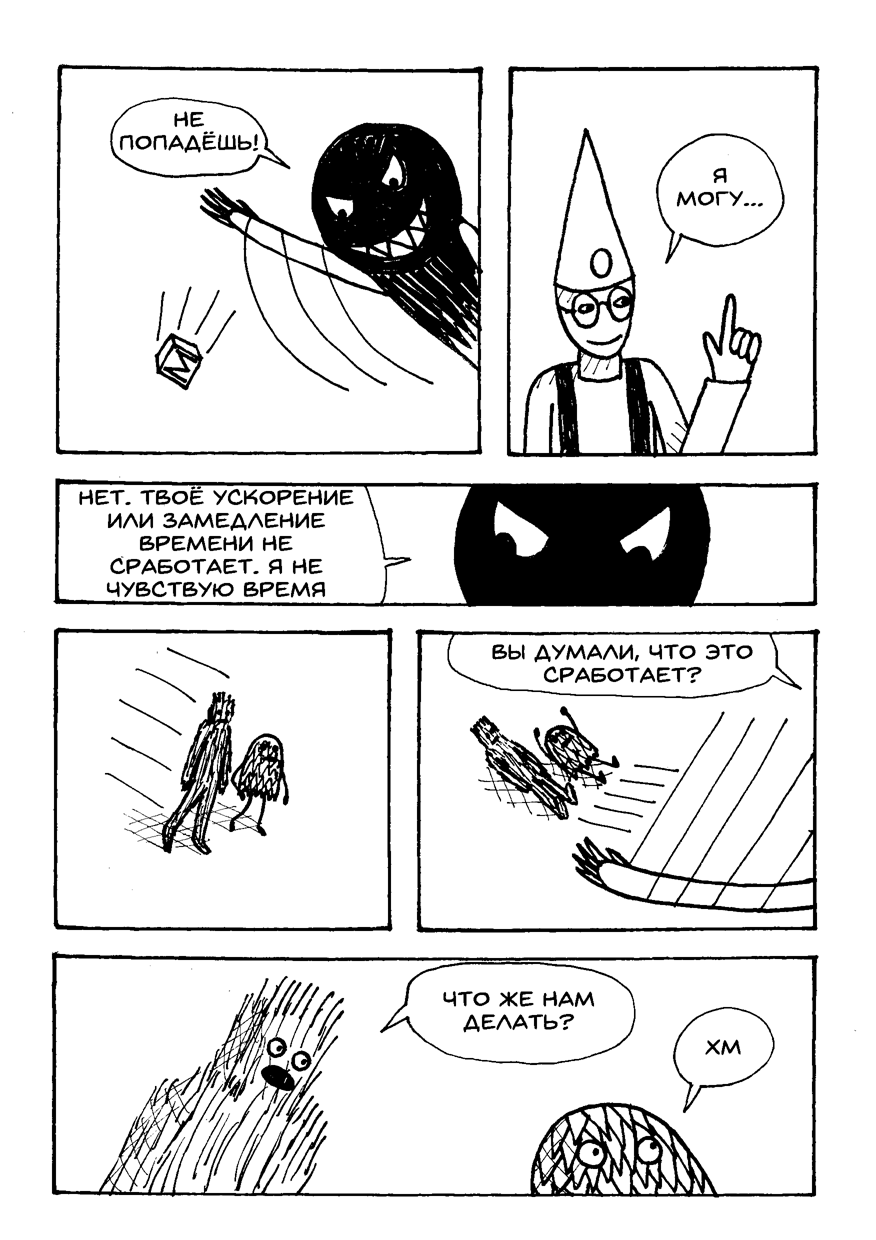 НЕ
ПОПАДЁШЬ!
М
Я
МОГУ...
НЕТ. ТВОЁ УСКОРЕНИЕ
ИЛИ ЗАМЕДЛЕНИЕ
ВРЕМЕНИ НЕ
СРАБОТАЕТ. Я НЕ
ЧУВСТВУЮ ВРЕМЯ
ВЫ ДУМАЛИ, ЧТО ЭТО
СРАБОТАЕТ?
ЧТО ЖЕ НАМ
ДЕЛАТЬ?
ХМ